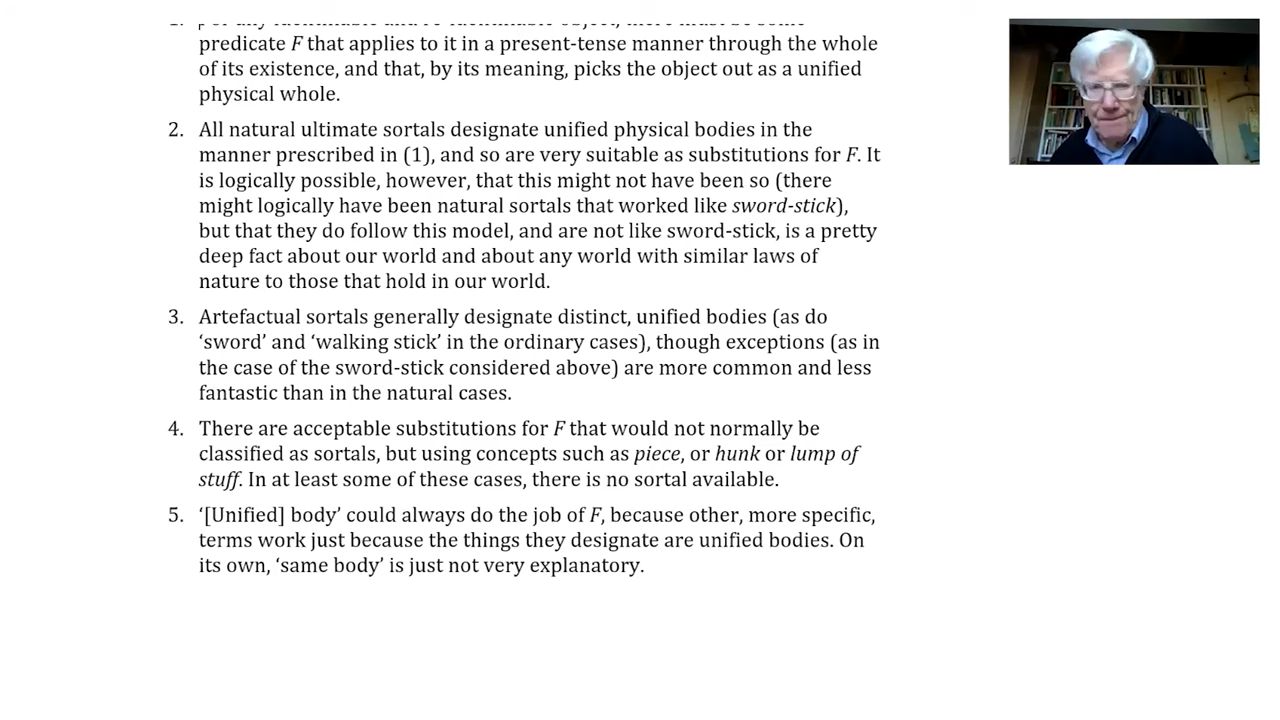 predicate F that applies to it in a present-tense manner through the whole
of its existence, and that, by its meaning, picks the object out as a unified
physical whole.
2. All natural ultimate sortals designate unified physical bodies in the
manner prescribed in (1), and so are very suitable as substitutions for F. It
is logically possible, however, that this might not have been so (there
might logically have been natural sortals that worked like sword-stick),
but that they do follow this model, and are not like sword-stick, is a pretty
deep fact about our world and about any world with similar laws of
nature to those that hold in our world.
3. Artefactual sortals generally designate distinct, unified bodies (as do
‘sword’ and ‘walking stick’ in the ordinary cases), though exceptions (as in
the case of the sword-stick considered above) are more common and less
fantastic than in the natural cases.
4. There are acceptable substitutions for F that would not normally be
classified as sortals, but using concepts such as piece, or hunk or lump of
stuff. In at least some of these cases, there is no sortal available.
5. ‘[Unified] body’ could always do the job of F, because other, more specific,
terms work just because the things they designate are unified bodies. On
its own, ‘same body’ is just not very explanatory.